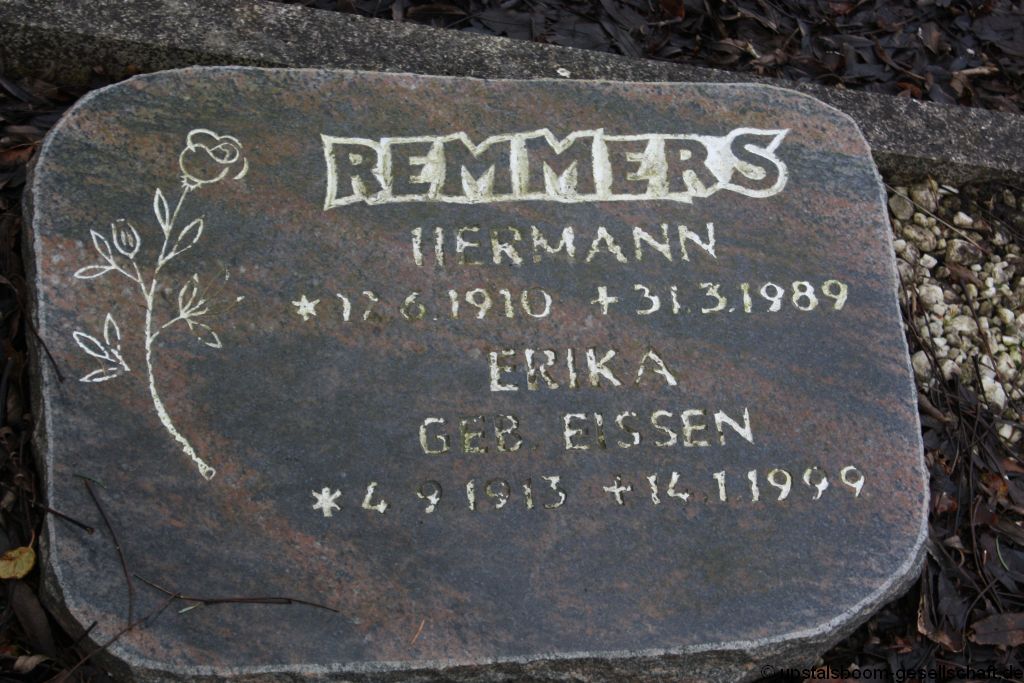 REMMERS
HERMANN
* 17.6.1910 + 31.3.1989
ERIKA
GEB. EISSEN
* 4.9.1913 + 14.1.1999
© upstalsboom-gesellschaft.de